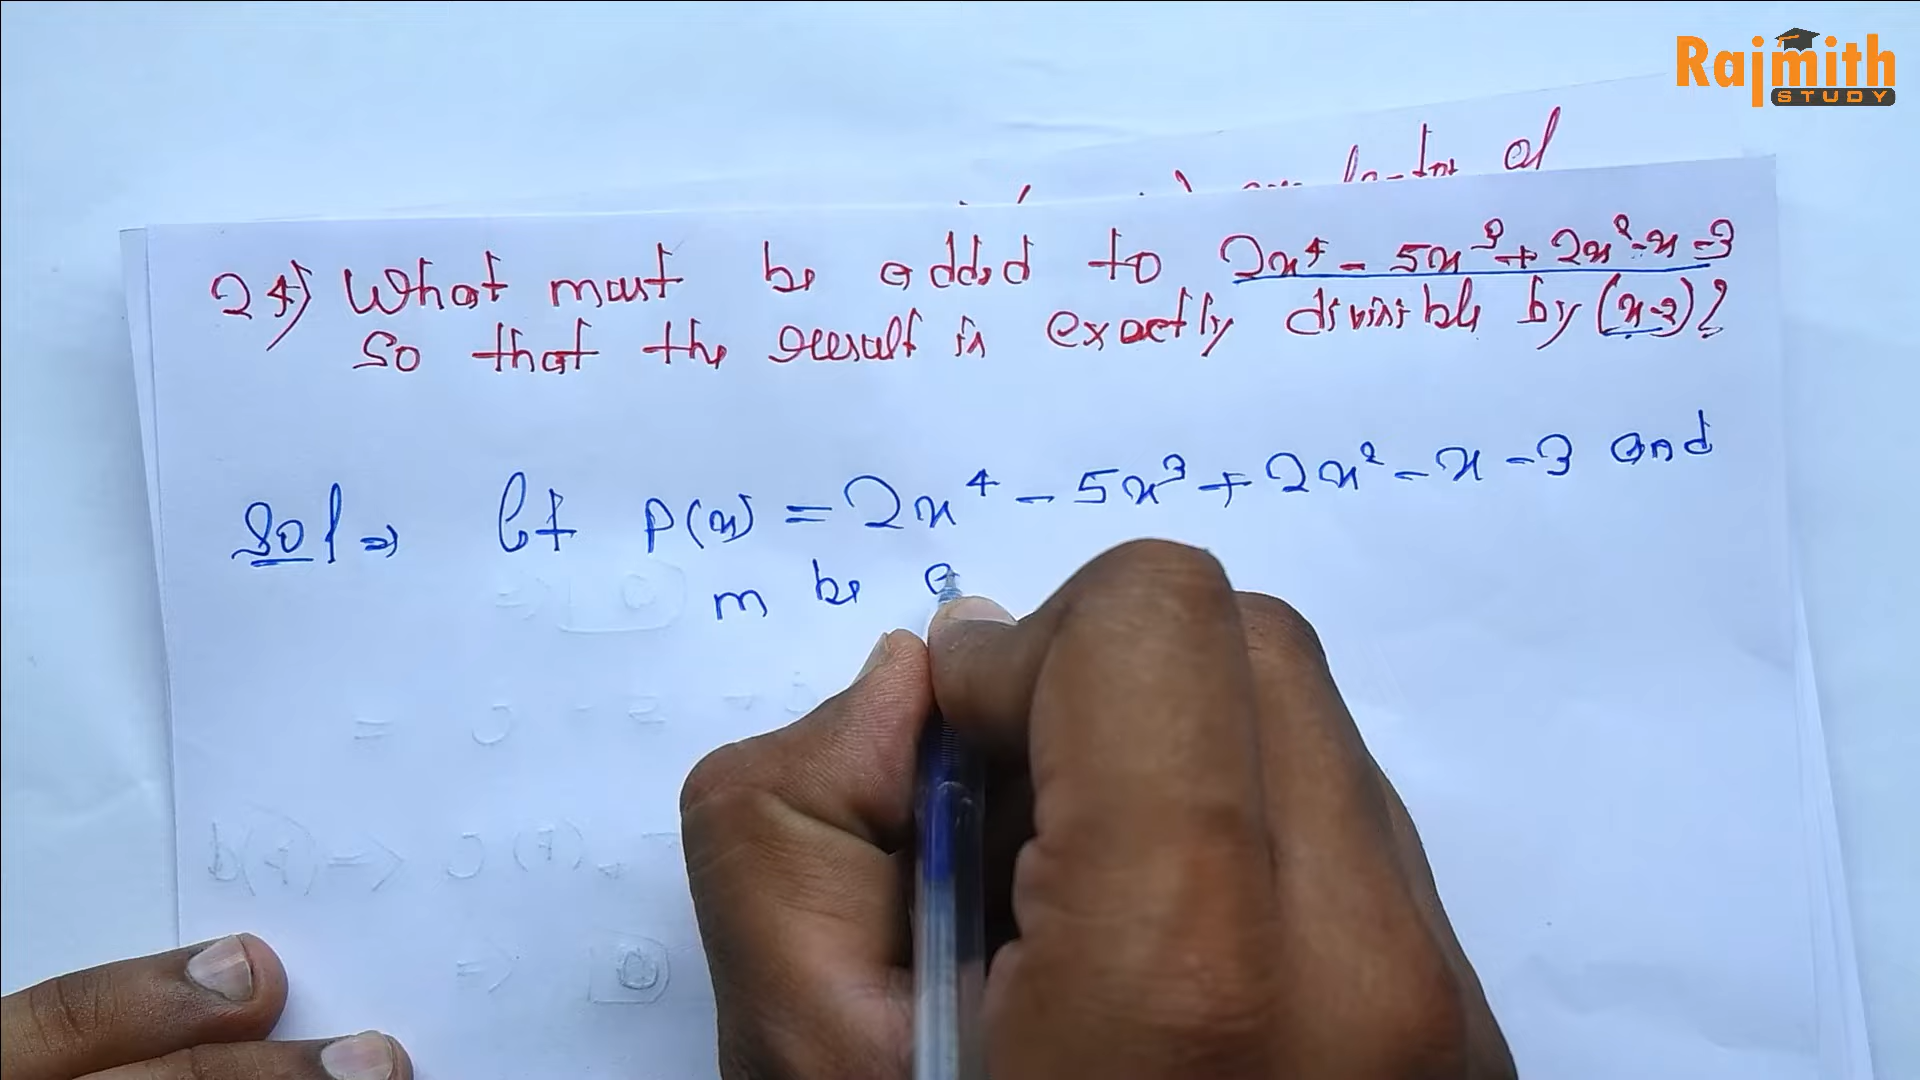 Rajmith
STUDY
of
24) What must be added to 2x⁴ - 5x³ + 2x² - x - 3
so that the result is exactly divisible by (x-2)?
Sol ⇒ let P(x) = 2x⁴ - 5x³ + 2x² - x - 3 and
m be a